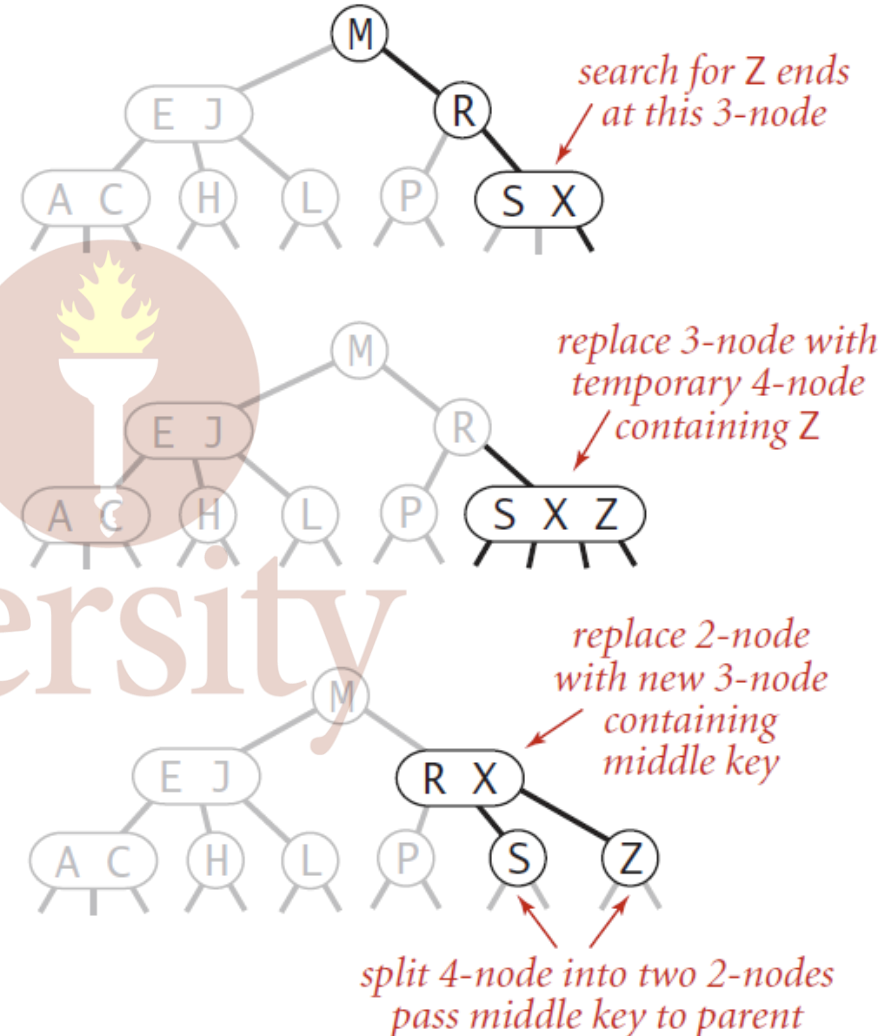 M
search for Z ends
at this 3-node
E J
R
A C
H
L
P
S X
M
replace 3-node with
temporary 4-node
containing Z
E J
R
A C
H
L
P
S X Z
ersity
M
replace 2-node
with new 3-node
containing
middle key
E J
R X
A C
H
L
P
S
Z
split 4-node into two 2-nodes
pass middle key to parent